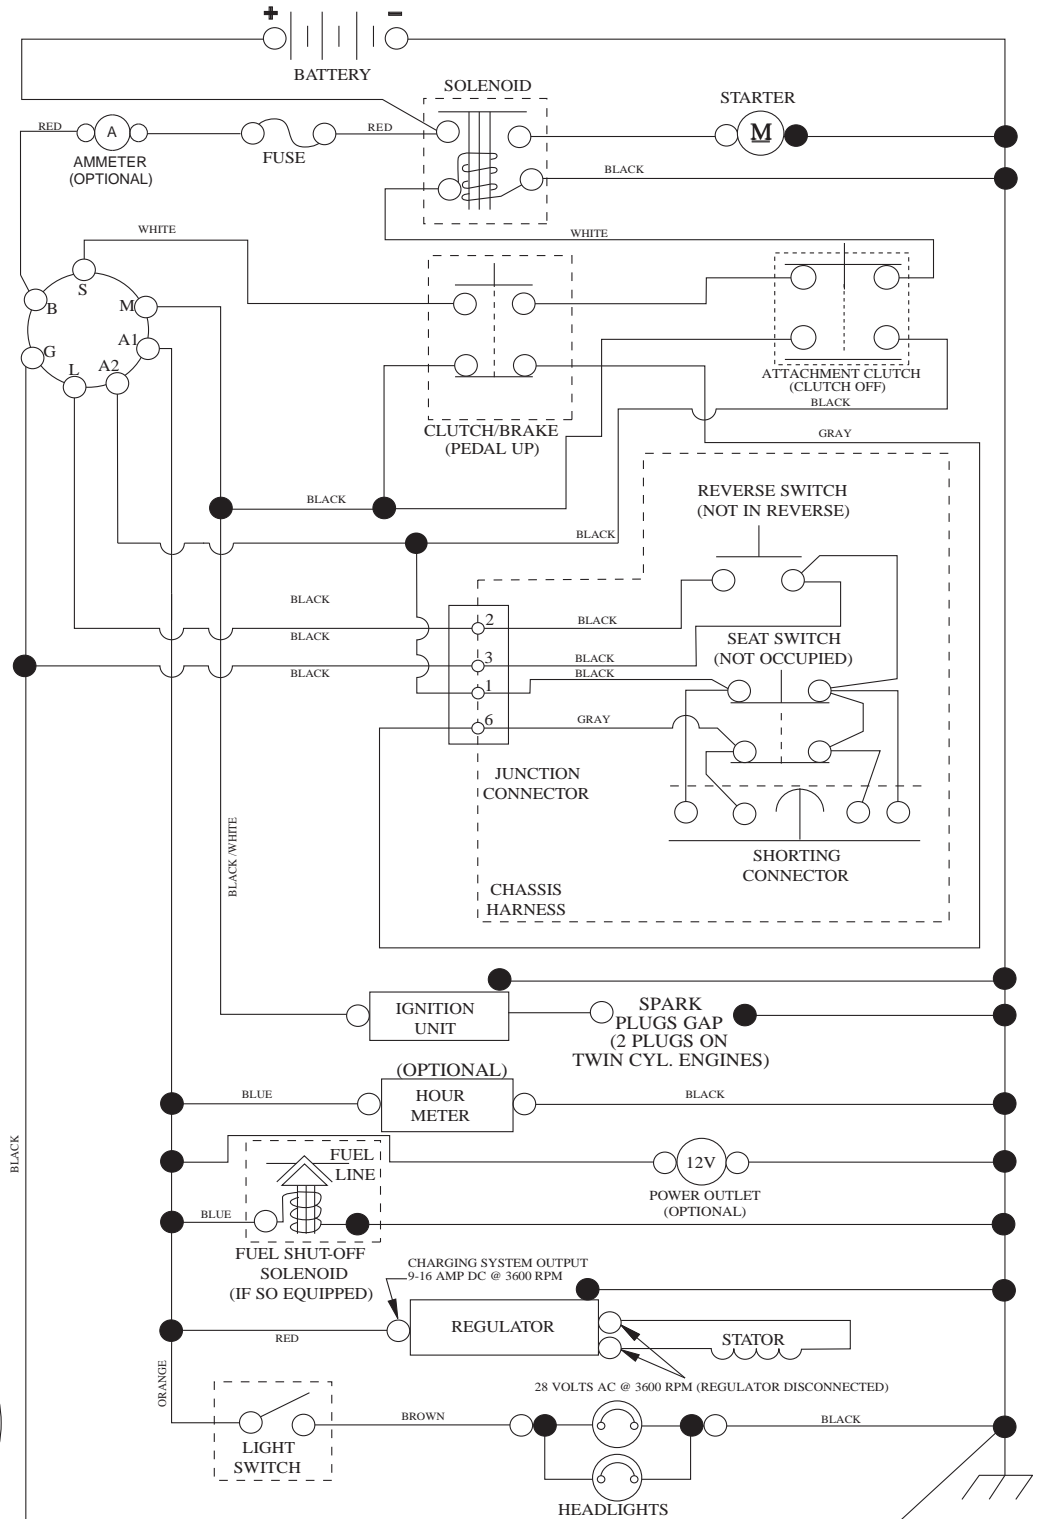 + –
BATTERY
SOLENOID
STARTER
RED
A
RED
M
AMMETER
(OPTIONAL)
FUSE
BLACK
WHITE
WHITE
S
B
M
A1
G
L
A2
ATTACHMENT CLUTCH
(CLUTCH OFF)
BLACK
CLUTCH/BRAKE
(PEDAL UP)
GRAY
REVERSE SWITCH
(NOT IN REVERSE)
BLACK
BLACK
BLACK
2
BLACK
BLACK
SEAT SWITCH
(NOT OCCUPIED)
3
BLACK
BLACK
BLACK
1
6
GRAY
JUNCTION
CONNECTOR
BLACK /WHITE
SHORTING
CONNECTOR
CHASSIS
HARNESS
IGNITION
UNIT
SPARK
PLUGS GAP
(2 PLUGS ON
TWIN CYL. ENGINES)
(OPTIONAL)
HOUR
METER
BLUE
BLACK
BLACK
FUEL
LINE
12V
POWER OUTLET
(OPTIONAL)
BLUE
FUEL SHUT-OFF
SOLENOID
(IF SO EQUIPPED)
CHARGING SYSTEM OUTPUT
9-16 AMP DC @ 3600 RPM
REGULATOR
STATOR
RED
ORANGE
28 VOLTS AC @ 3600 RPM (REGULATOR DISCONNECTED)
BROWN
BLACK
LIGHT
SWITCH
HEADLIGHTS